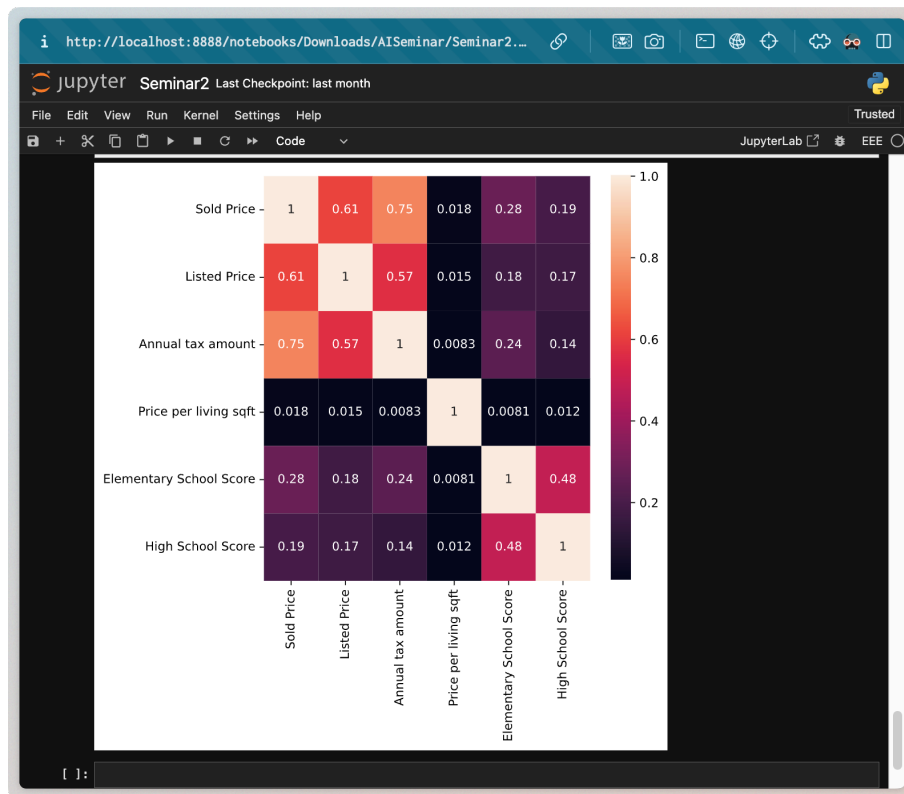 i http://localhost:8888/notebooks/Downloads/AISeminar/Seminar2.…
jupyter Seminar2 Last Checkpoint: last month
File Edit View Run Kernel Settings Help Trusted
Code JupyterLab EEE
Sold Price 1 0.61 0.75 0.018 0.28 0.19
Listed Price 0.61 1 0.57 0.015 0.18 0.17
Annual tax amount 0.75 0.57 1 0.0083 0.24 0.14
Price per living sqft 0.018 0.015 0.0083 1 0.0081 0.012
Elementary School Score 0.28 0.18 0.24 0.0081 1 0.48
High School Score 0.19 0.17 0.14 0.012 0.48 1
1.0
0.8
0.6
0.4
0.2
Sold Price
Listed Price
Annual tax amount
Price per living sqft
Elementary School Score
High School Score
[ ]: